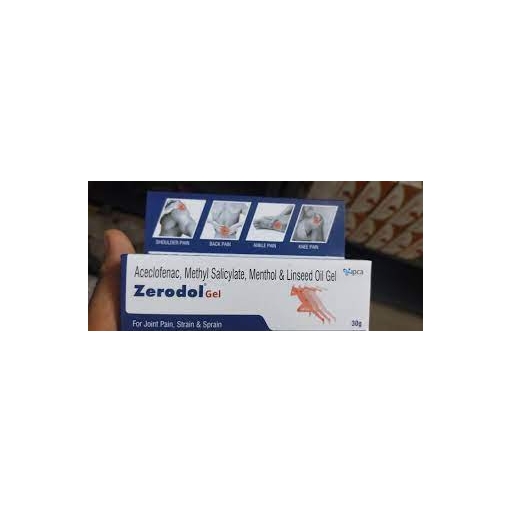 SHOULDER PAIN BACK PAIN ANKLE PAIN KNEE PAIN
Aceclofenac, Methyl Salicylate, Menthol & Linseed Oil Gel
ipca
Zerodol® Gel
For Joint Pain, Strain & Sprain
30g